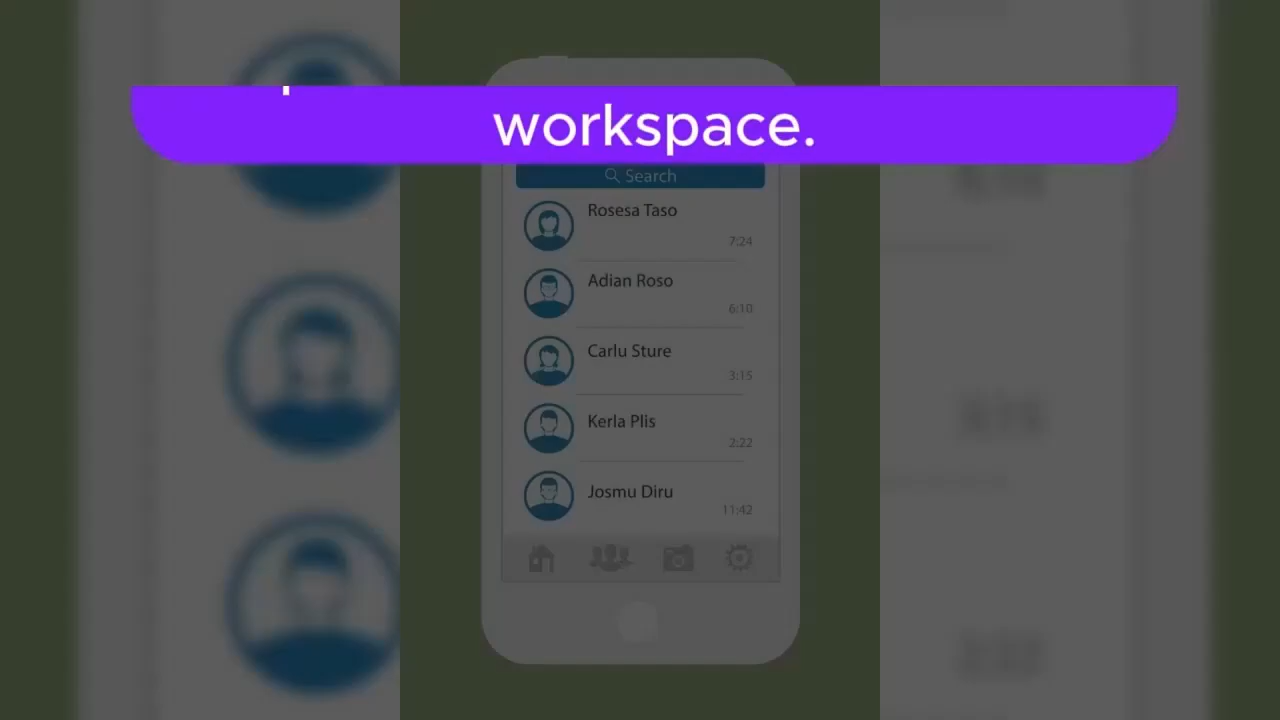 workspace.
Search
Rosesa Taso
7:24
Adian Roso
6:10
Carlu Sture
3:15
Kerla Plis
2:22
Josmu Diru
11:42